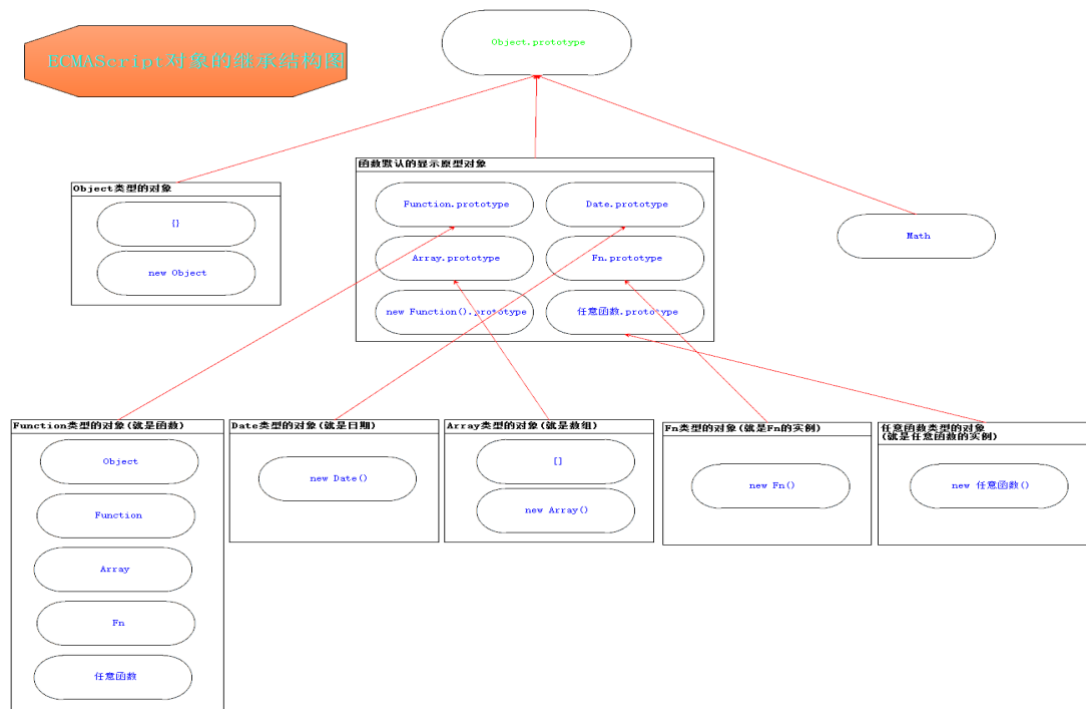 ECMAScript对象的继承结构图
Object.prototype
Object类型的对象
{}
new Object
函数默认的显示原型对象
Function.prototype
Date.prototype
Array.prototype
Fn.prototype
new Function().prototype
任意函数.prototype
Math
Function类型的对象(就是函数)
Object
Function
Array
Fn
任意函数
Date类型的对象(就是日期)
new Date()
Array类型的对象(就是数组)
[]
new Array()
Fn类型的对象(就是Fn的实例)
new Fn()
任意函数类型的对象
(就是任意函数的实例)
new 任意函数()